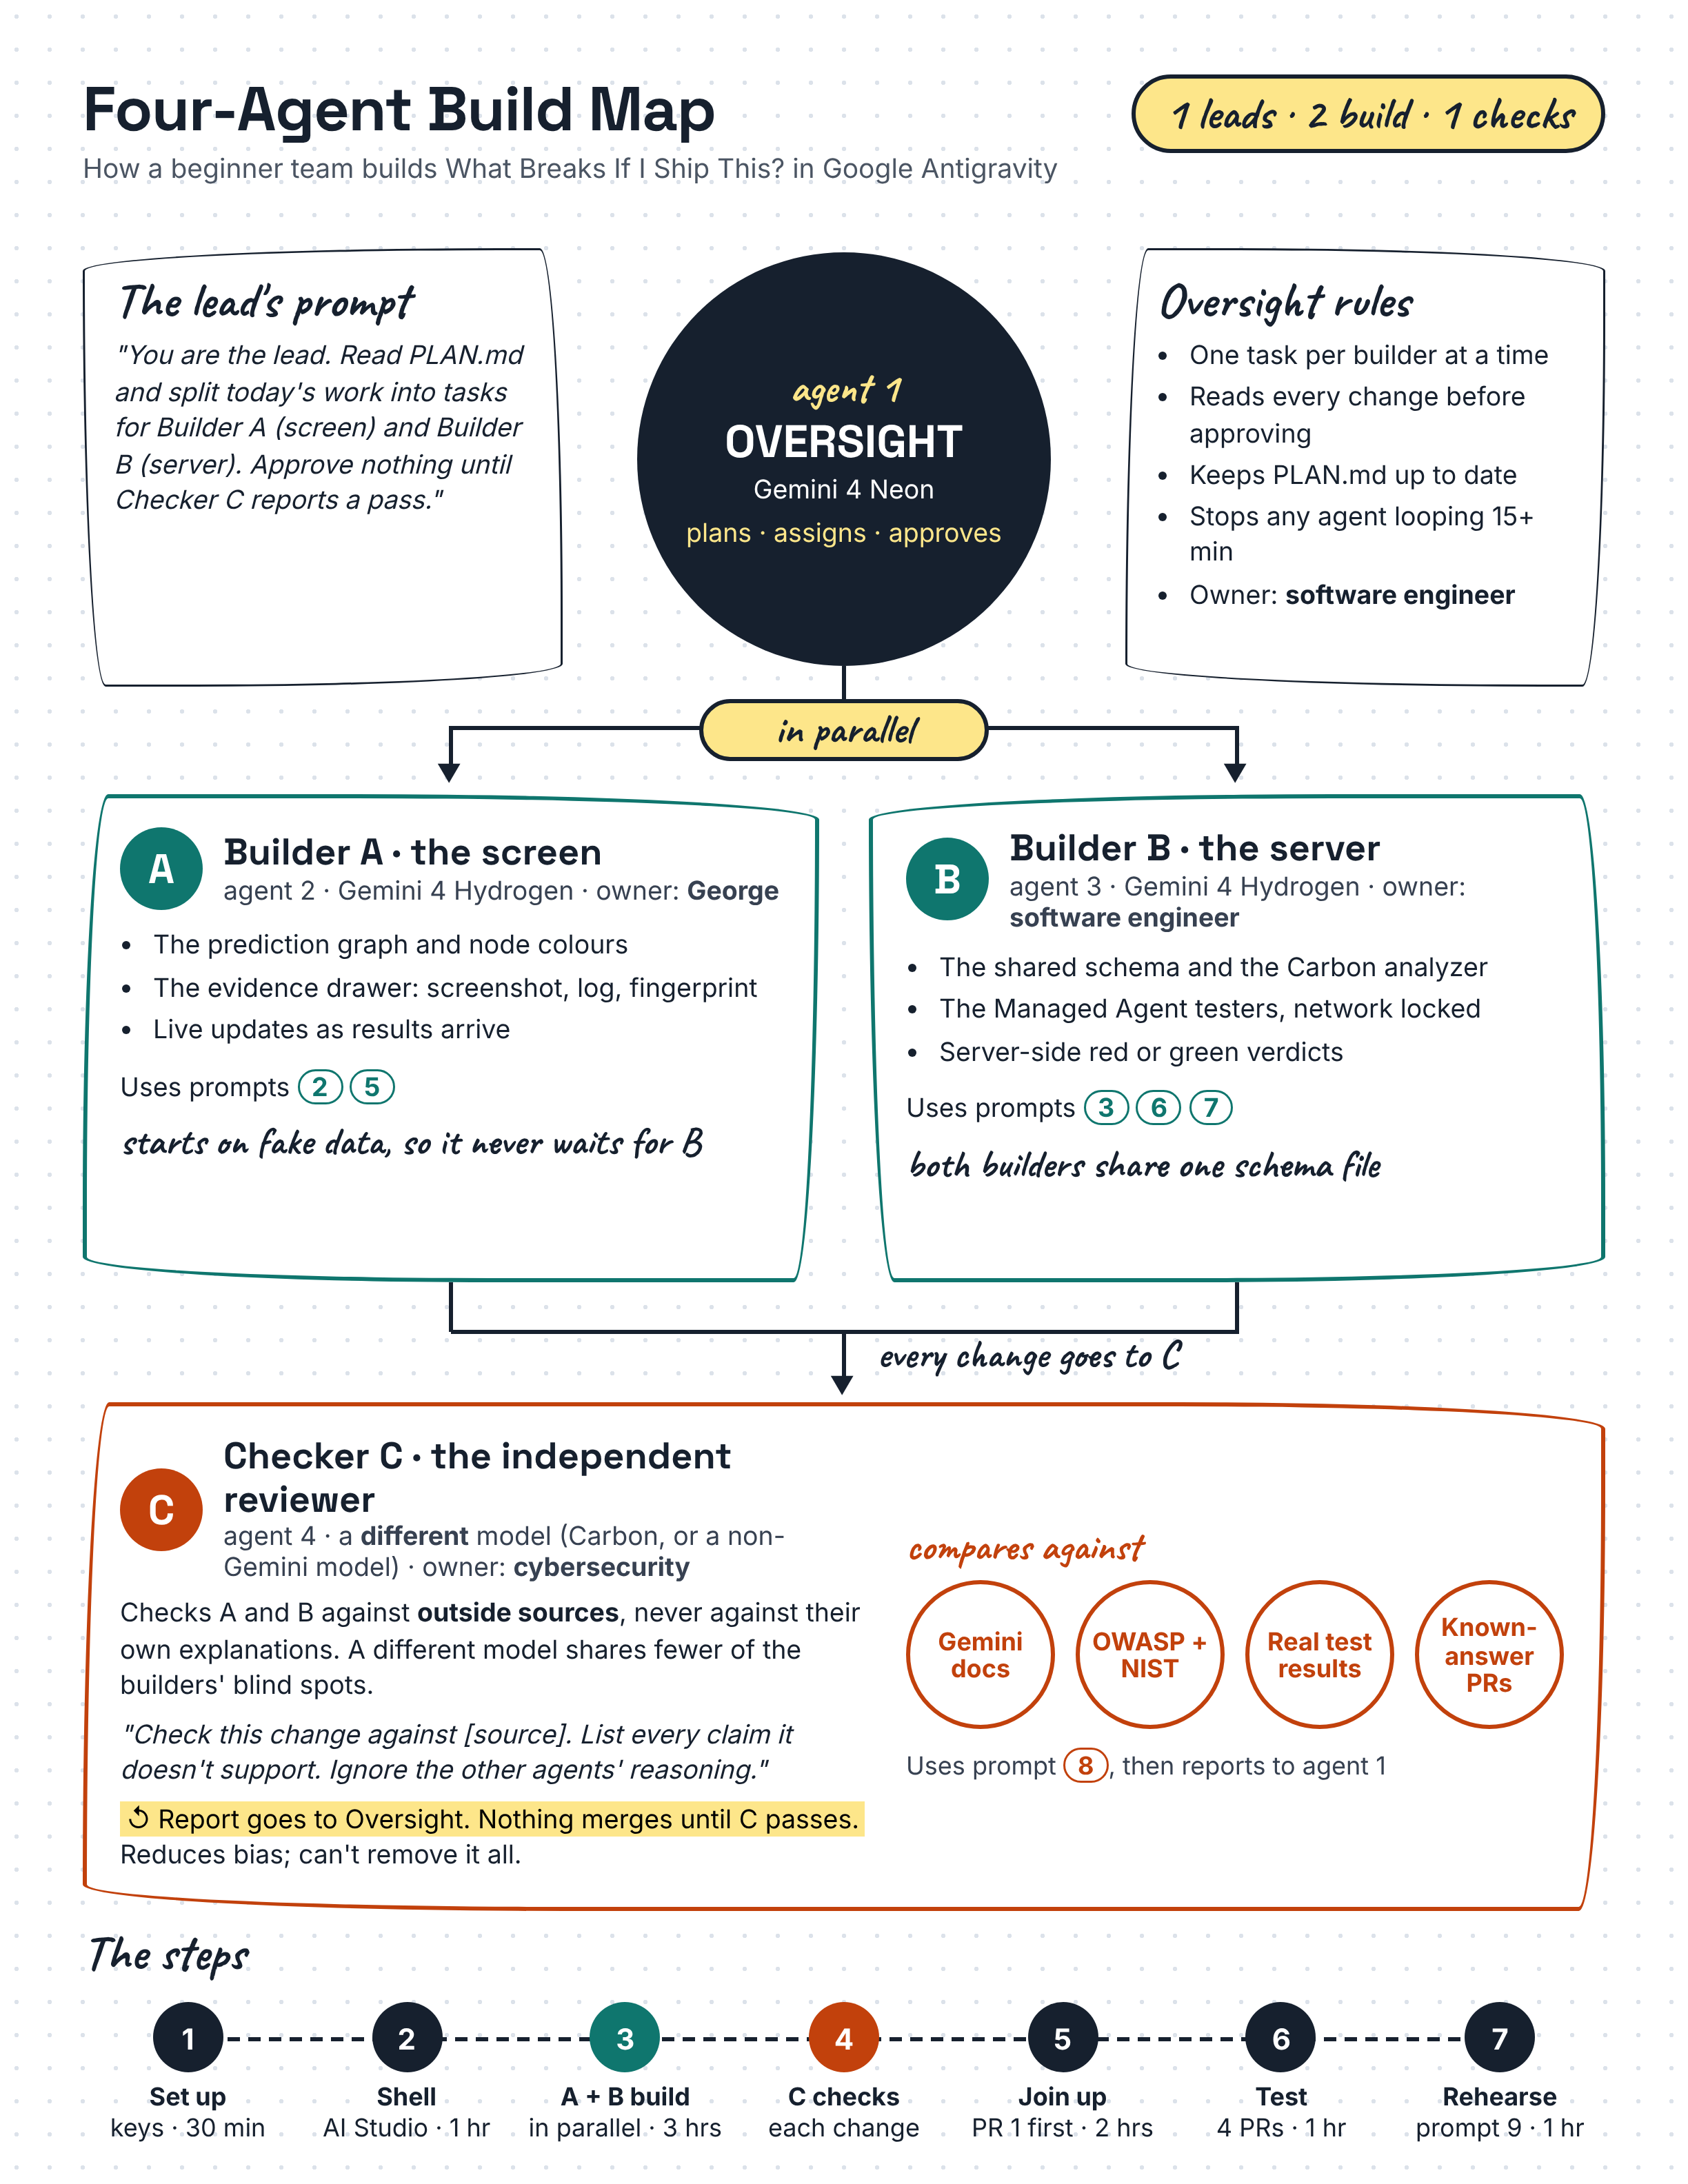 Four-Agent Build Map
1 leads · 2 build · 1 checks
How a beginner team builds What Breaks If I Ship This? in Google Antigravity
The lead's prompt
"You are the lead. Read PLAN.md
and split today's work into tasks
for Builder A (screen) and Builder
B (server). Approve nothing until
Checker C reports a pass."
agent 1
OVERSIGHT
Gemini 4 Neon
plans · assigns · approves
Oversight rules
• One task per builder at a time
• Reads every change before
approving
• Keeps PLAN.md up to date
• Stops any agent looping 15+
min
• Owner: software engineer
in parallel
A
Builder A · the screen
agent 2 · Gemini 4 Hydrogen · owner: George
• The prediction graph and node colours
• The evidence drawer: screenshot, log, fingerprint
• Live updates as results arrive
Uses prompts 2 5
starts on fake data, so it never waits for B
B
Builder B · the server
agent 3 · Gemini 4 Hydrogen · owner:
software engineer
• The shared schema and the Carbon analyzer
• The Managed Agent testers, network locked
• Server-side red or green verdicts
Uses prompts 3 6 7
both builders share one schema file
every change goes to C
C
Checker C · the independent
reviewer
agent 4 · a different model (Carbon, or a non-
Gemini model) · owner: cybersecurity
Checks A and B against outside sources, never against their
own explanations. A different model shares fewer of the
builders' blind spots.
"Check this change against [source]. List every claim it
doesn't support. Ignore the other agents' reasoning."
↺ Report goes to Oversight. Nothing merges until C passes.
Reduces bias; can't remove it all.
compares against
Gemini
docs
OWASP +
NIST
Real test
results
Known-
answer
PRs
Uses prompt 8, then reports to agent 1
The steps
1
Set up
keys · 30 min
2
Shell
AI Studio · 1 hr
3
A + B build
in parallel · 3 hrs
4
C checks
each change
5
Join up
PR 1 first · 2 hrs
6
Test
4 PRs · 1 hr
7
Rehearse
prompt 9 · 1 hr